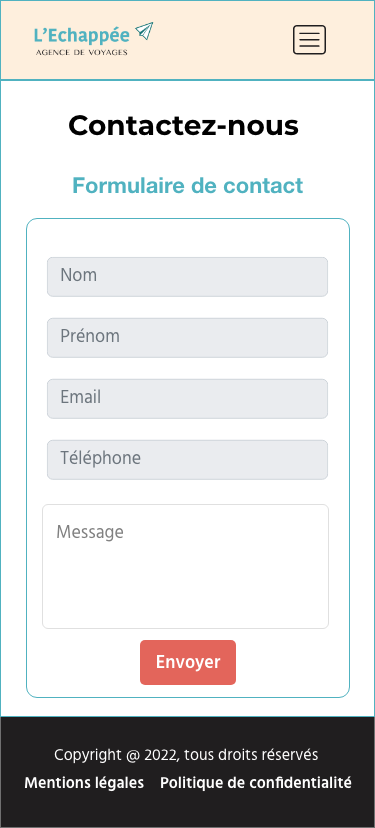 L'Echappée
AGENCE DE VOYAGES
Contactez-nous
Formulaire de contact
Nom
Prénom
Email
Téléphone
Message
Envoyer
Copyright @ 2022, tous droits réservés
Mentions légales Politique de confidentialité